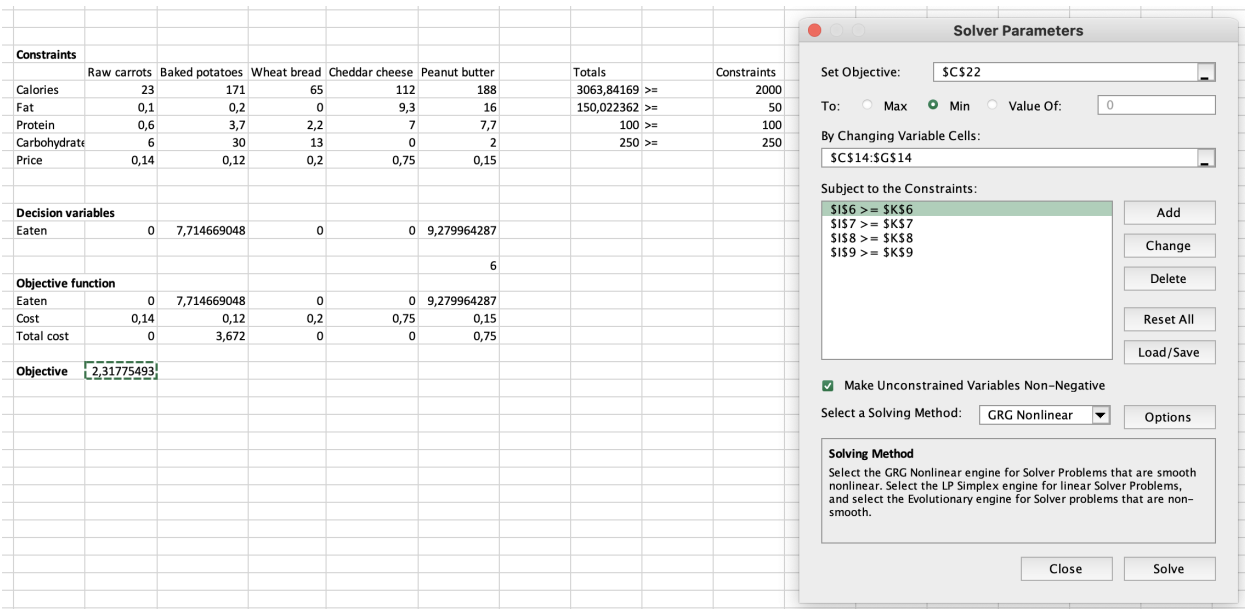 Constraints
Raw carrots Baked potatoes Wheat bread Cheddar cheese Peanut butter Totals Constraints
Calories 23 171 65 112 188 3063,84169 >= 2000
Fat 0,1 0,2 0 9,3 16 150,022362 >= 50
Protein 0,6 3,7 2,2 7 7,7 100 >= 100
Carbohydrate 6 30 13 0 2 250 >= 250
Price 0,14 0,12 0,2 0,75 0,15
Decision variables
Eaten 0 7,714669048 0 0 9,279964287
6
Objective function
Eaten 0 7,714669048 0 0 9,279964287
Cost 0,14 0,12 0,2 0,75 0,15
Total cost 0 3,672 0 0 0,75
Objective 2,31775493
Solver Parameters
Set Objective: $C$22
To: Max Min Value Of: 0
By Changing Variable Cells:
$C$14:$G$14
Subject to the Constraints:
$I$6 >= $K$6
$I$7 >= $K$7
$I$8 >= $K$8
$I$9 >= $K$9
Add
Change
Delete
Reset All
Load/Save
Make Unconstrained Variables Non-Negative
Select a Solving Method: GRG Nonlinear Options
Solving Method
Select the GRG Nonlinear engine for Solver Problems that are smooth
nonlinear. Select the LP Simplex engine for linear Solver Problems,
and select the Evolutionary engine for Solver problems that are non-
smooth.
Close Solve